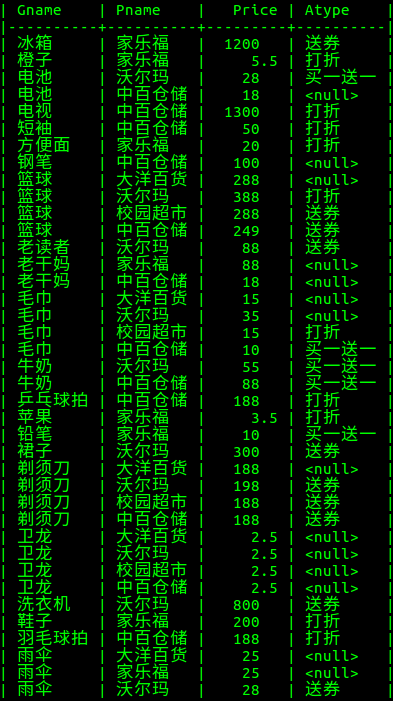 | Gname | Pname | Price | Atype |
|----------+----------+---------+----------|
| 冰箱 | 家乐福 | 1200 | 送券 |
| 橙子 | 家乐福 | 5.5 | 打折 |
| 电池 | 沃尔玛 | 28 | 买一送一 |
| 电池 | 中百仓储 | 18 | <null> |
| 电视 | 中百仓储 | 1300 | 打折 |
| 短袖 | 中百仓储 | 50 | 打折 |
| 方便面 | 家乐福 | 20 | 打折 |
| 钢笔 | 中百仓储 | 100 | <null> |
| 篮球 | 大洋百货 | 288 | <null> |
| 篮球 | 沃尔玛 | 388 | 打折 |
| 篮球 | 校园超市 | 288 | 送券 |
| 篮球 | 中百仓储 | 249 | 送券 |
| 老读者 | 沃尔玛 | 88 | 送券 |
| 老干妈 | 家乐福 | 88 | <null> |
| 老干妈 | 中百仓储 | 18 | <null> |
| 毛巾 | 大洋百货 | 15 | <null> |
| 毛巾 | 沃尔玛 | 35 | <null> |
| 毛巾 | 校园超市 | 15 | 打折 |
| 毛巾 | 中百仓储 | 10 | 买一送一 |
| 牛奶 | 沃尔玛 | 55 | 买一送一 |
| 牛奶 | 中百仓储 | 88 | 买一送一 |
| 乒乓球拍 | 中百仓储 | 188 | 打折 |
| 苹果 | 家乐福 | 3.5 | 打折 |
| 铅笔 | 家乐福 | 10 | 买一送一 |
| 裙子 | 沃尔玛 | 300 | 送券 |
| 剃须刀 | 大洋百货 | 188 | <null> |
| 剃须刀 | 沃尔玛 | 198 | 送券 |
| 剃须刀 | 校园超市 | 188 | 送券 |
| 剃须刀 | 中百仓储 | 188 | 送券 |
| 卫龙 | 大洋百货 | 2.5 | <null> |
| 卫龙 | 沃尔玛 | 2.5 | <null> |
| 卫龙 | 校园超市 | 2.5 | <null> |
| 卫龙 | 中百仓储 | 2.5 | <null> |
| 洗衣机 | 沃尔玛 | 800 | 送券 |
| 鞋子 | 家乐福 | 200 | 打折 |
| 羽毛球拍 | 中百仓储 | 188 | 打折 |
| 雨伞 | 大洋百货 | 25 | <null> |
| 雨伞 | 家乐福 | 25 | <null> |
| 雨伞 | 沃尔玛 | 28 | 送券 |